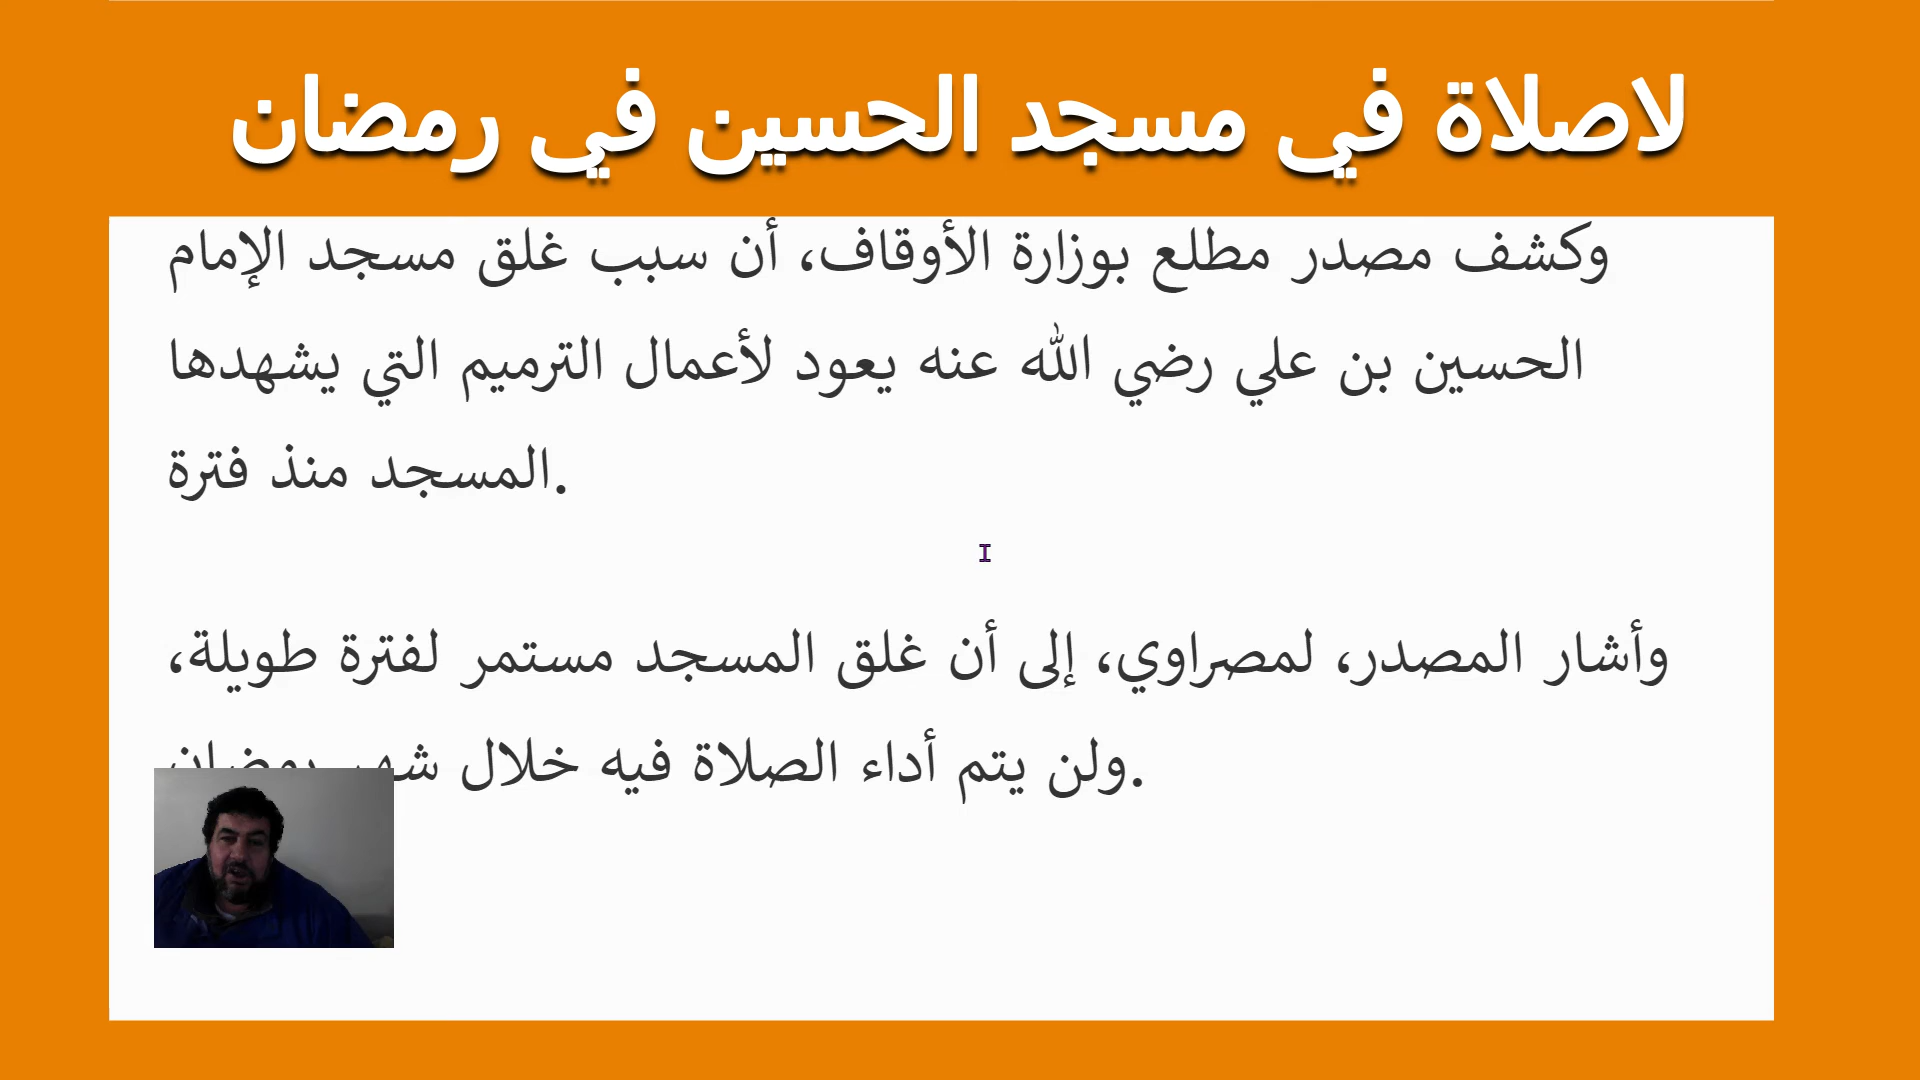 لاصلاة في مسجد الحسين في رمضان
وكشف مصدر مطلع بوزارة الأوقاف، أن سبب غلق مسجد الإمام
الحسين بن علي رضي الله عنه يعود لأعمال الترميم التي يشهدها
المسجد منذ فترة.
وأشار المصدر، لمصراوي، إلى أن غلق المسجد مستمر لفترة طويلة،
ولن يتم أداء الصلاة فيه خلال شهر رمضان.